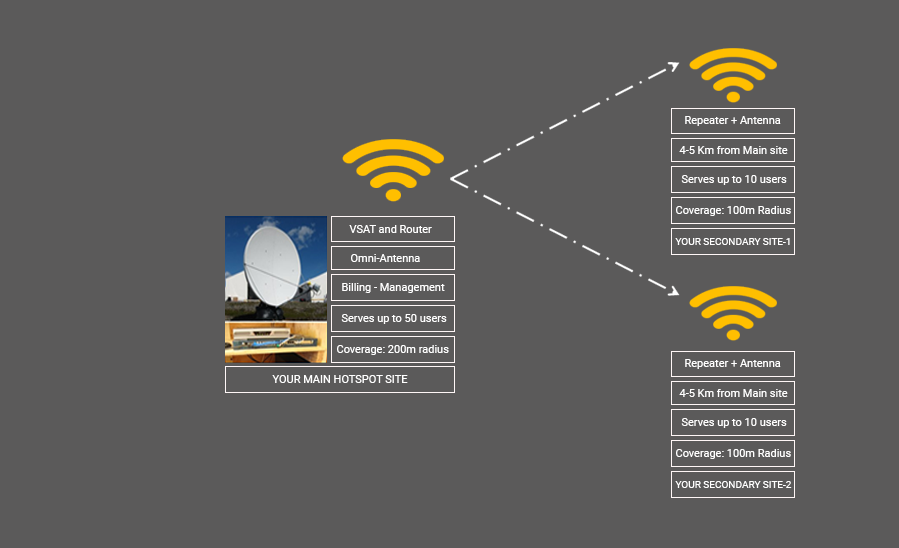 VSAT and Router
Omni-Antenna
Billing - Management
Serves up to 50 users
Coverage: 200m radius
YOUR MAIN HOTSPOT SITE
Repeater + Antenna
4-5 Km from Main site
Serves up to 10 users
Coverage: 100m Radius
YOUR SECONDARY SITE-1
Repeater + Antenna
4-5 Km from Main site
Serves up to 10 users
Coverage: 100m Radius
YOUR SECONDARY SITE-2